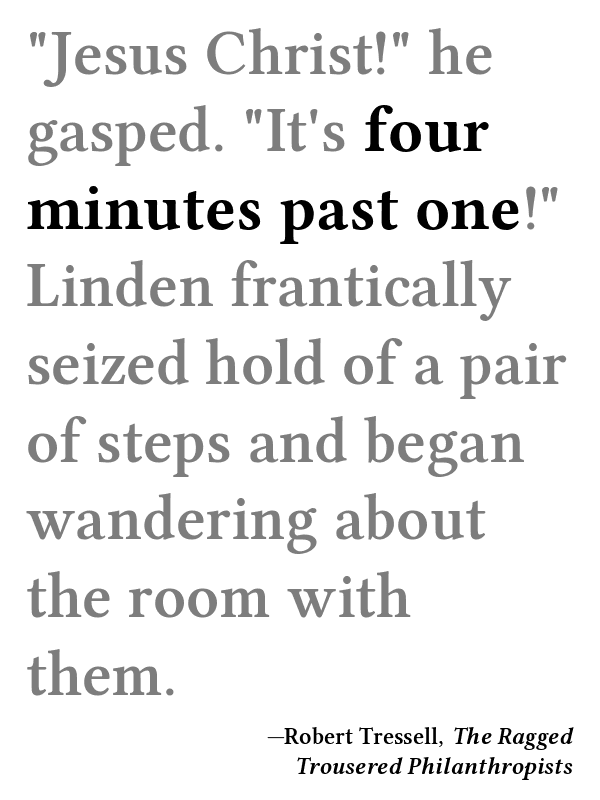 "Jesus Christ!" he
gasped. "It's four
minutes past one!"
Linden frantically
seized hold of a pair
of steps and began
wandering about
the room with
them.
—Robert Tressell, The Ragged
Trousered Philanthropists